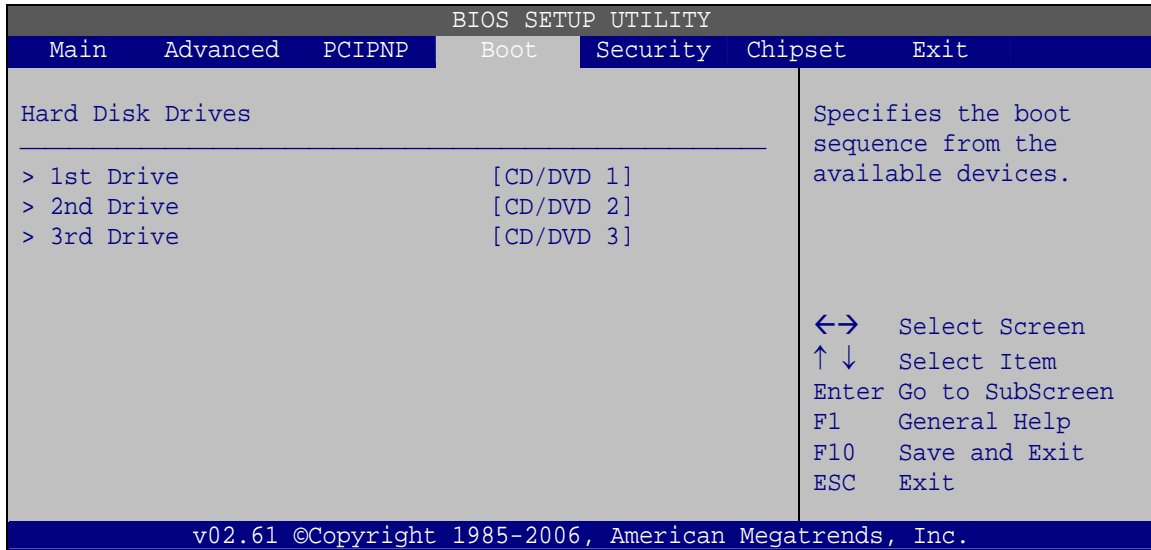 BIOS SETUP UTILITY
Main Advanced PCIPNP Boot Security Chipset Exit
Hard Disk Drives
> 1st Drive [CD/DVD 1]
> 2nd Drive [CD/DVD 2]
> 3rd Drive [CD/DVD 3]
Specifies the boot
sequence from the
available devices.
←→ Select Screen
↑ ↓ Select Item
Enter Go to SubScreen
F1 General Help
F10 Save and Exit
ESC Exit
v02.61 ©Copyright 1985-2006, American Megatrends, Inc.